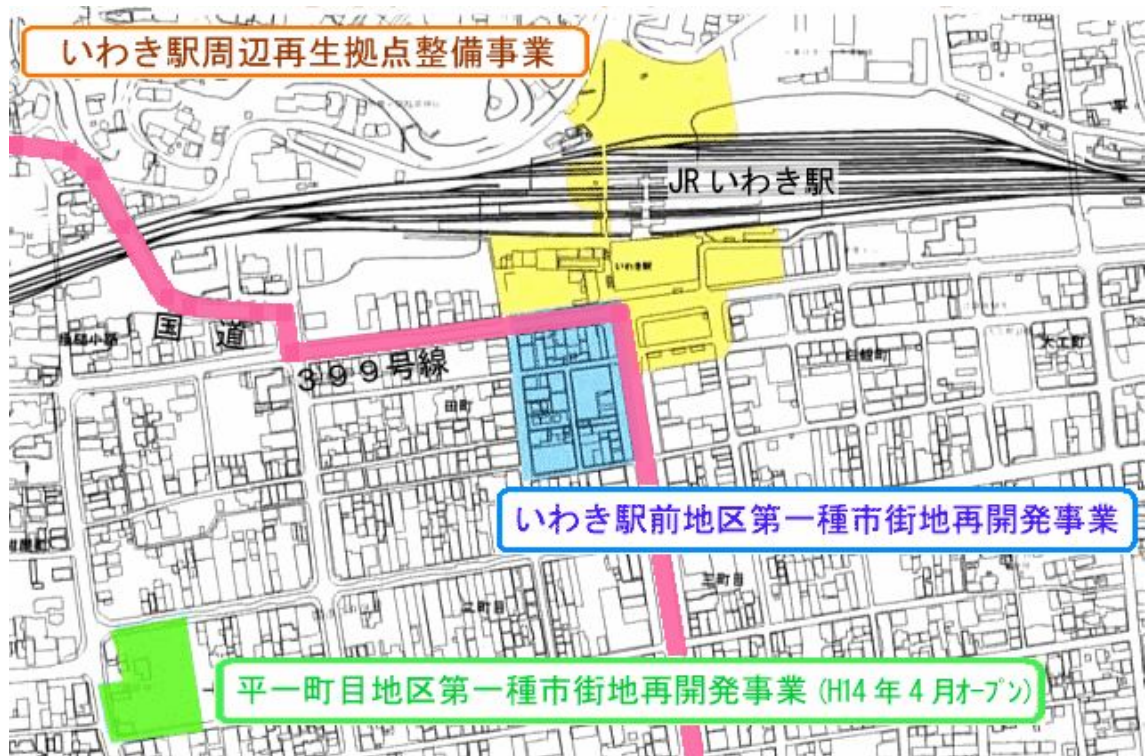 いわき駅周辺再生拠点整備事業
JR いわき駅
いわき駅
国道
399号線
田町
白銀町
大工町
いわき駅前地区第一種市街地再開発事業
三町目
二町目
平一町目地区第一種市街地再開発事業 (H14 年 4 月オープン)